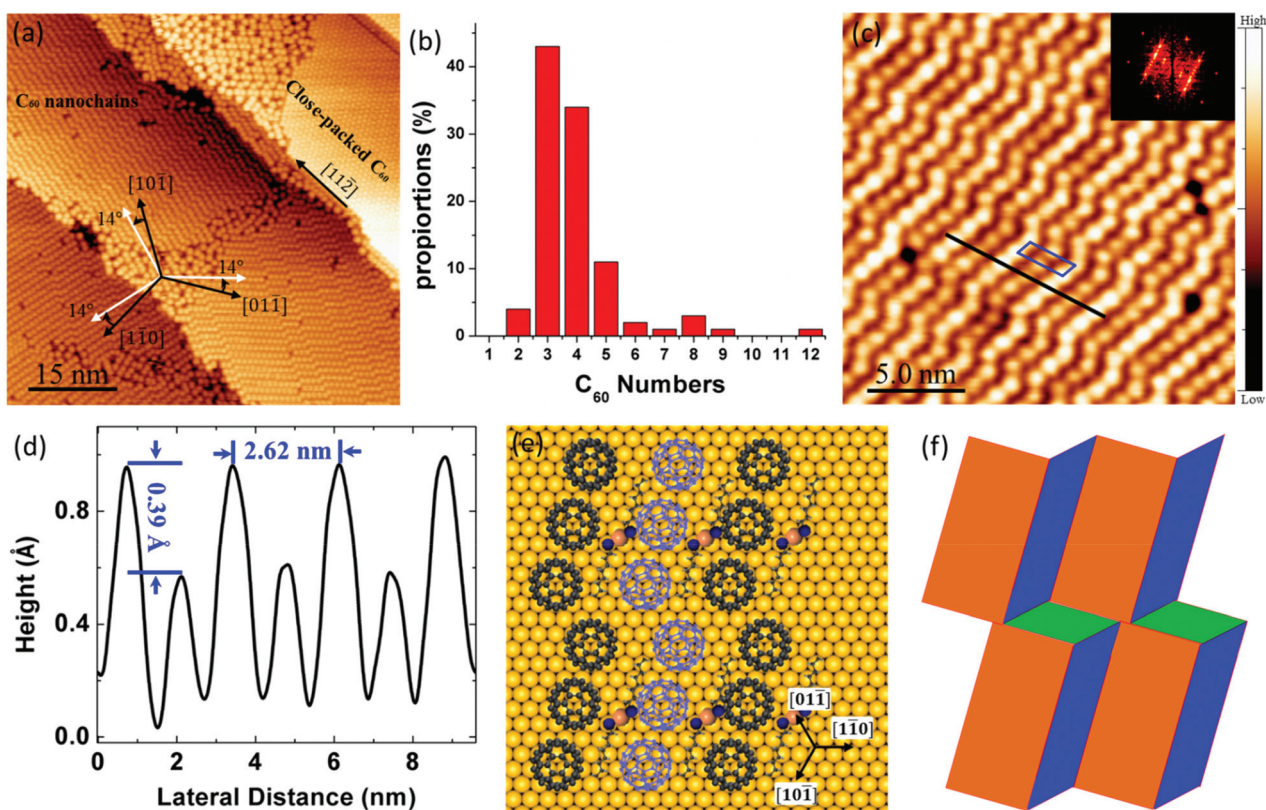 (a)
C₆₀ nanochains
Close-packed C₆₀
[112̄]
[101̄]
14°
14°
[011̄]
14°
[11̄0]
15 nm
(b)
propiortions (%)
40
30
20
10
0
1 2 3 4 5 6 7 8 9 10 11 12
C₆₀ Numbers
(c)
High
Low
5.0 nm
(d)
2.62 nm
0.39 Å
Height (Å)
0.8
0.4
0.0
0 2 4 6 8
Lateral Distance (nm)
(e)
[011̄]
[11̄0]
[101̄]
(f)